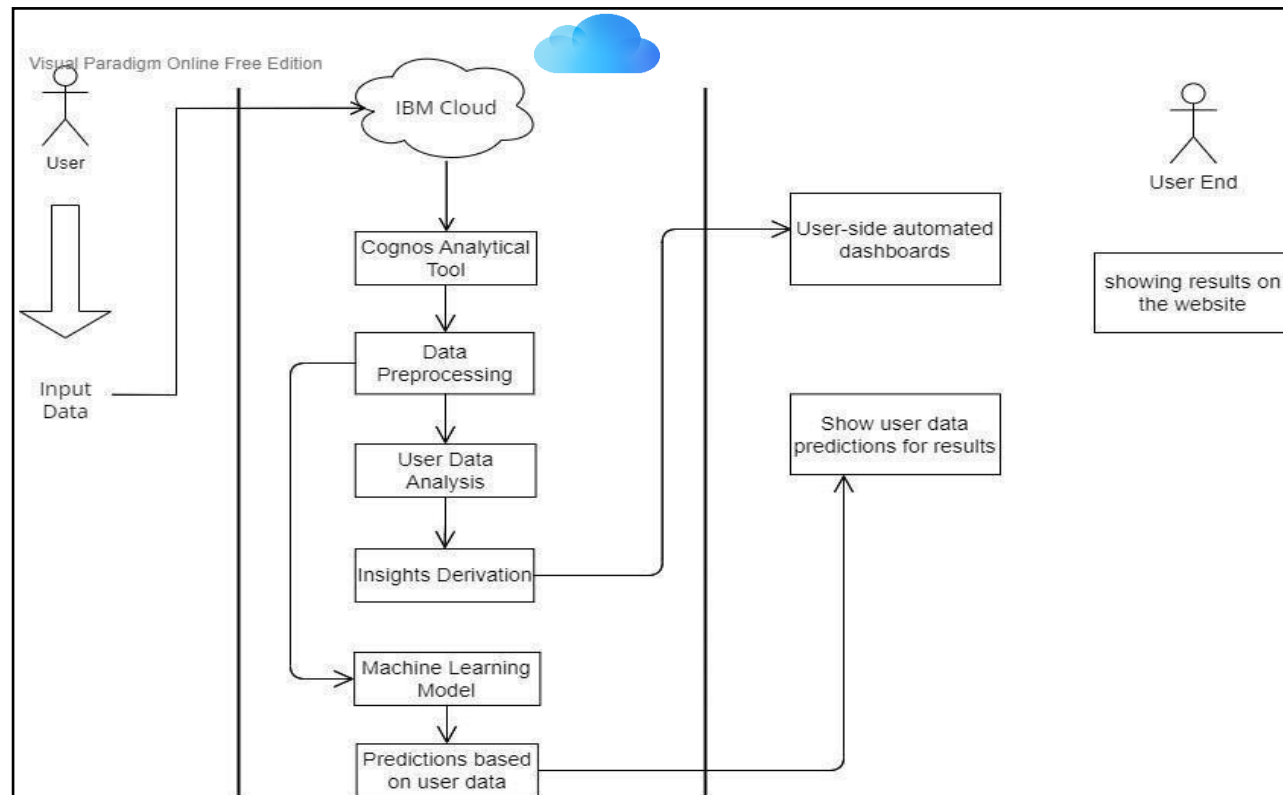 Visual Paradigm Online Free Edition
User
Input
Data
IBM Cloud
Cognos Analytical
Tool
Data
Preprocessing
User Data
Analysis
Insights Derivation
Machine Learning
Model
Predictions based
on user data
User-side automated
dashboards
Show user data
predictions for results
User End
showing results on
the website